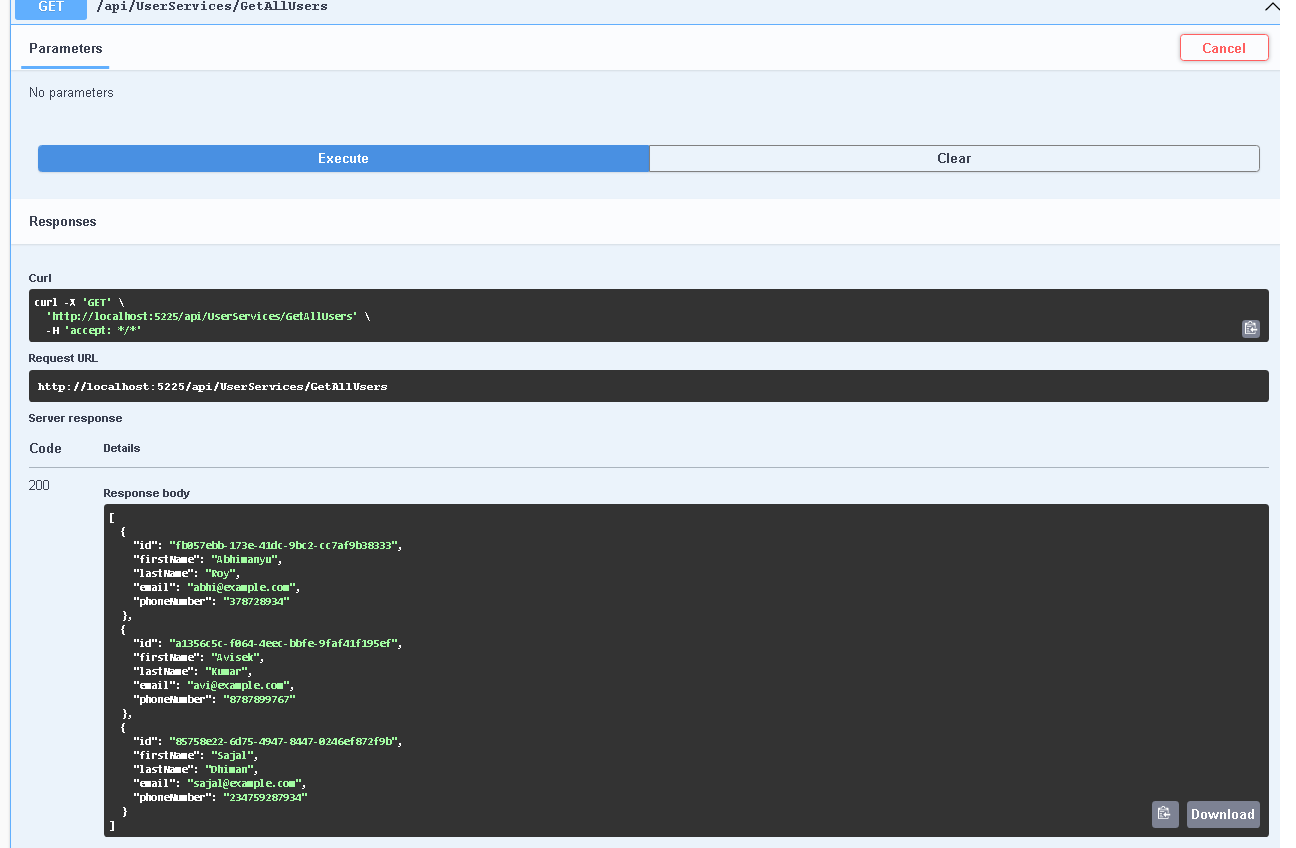 GET /api/UserServices/GetAllUsers
Parameters
Cancel
No parameters
Execute
Clear
Responses
Curl
curl -X 'GET' \
'http://localhost:5225/api/UserServices/GetAllUsers' \
-H 'accept: */*'
Request URL
http://localhost:5225/api/UserServices/GetAllUsers
Server response
Code Details
200
Response body
[
{
"id": "fb057ebb-173e-41dc-9bc2-cc7af9b38333",
"firstName": "Abhimanyu",
"lastName": "Roy",
"email": "abhi@example.com",
"phoneNumber": "378728934"
},
{
"id": "a1356c5c-f064-4eec-bbfe-9faf41f195ef",
"firstName": "Avisek",
"lastName": "Kumar",
"email": "avi@example.com",
"phoneNumber": "8787899767"
},
{
"id": "85758e22-6d75-4947-8447-0246ef872f9b",
"firstName": "Sajal",
"lastName": "Dhiman",
"email": "sajal@example.com",
"phoneNumber": "234759287934"
}
]
Download